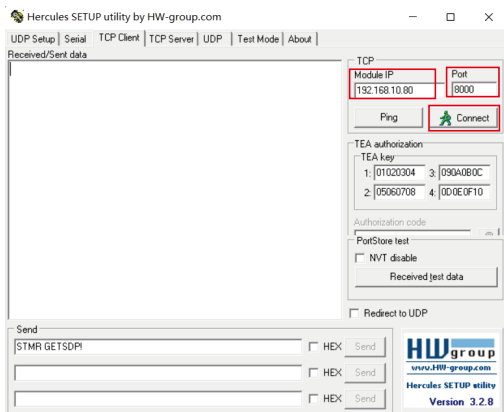 Hercules SETUP utility by HW-group.com
UDP Setup Serial TCP Client TCP Server UDP Test Mode About
Received/Sent data
TCP
Module IP Port
192.168.10.80 8000
Ping Connect
TEA authorization
TEA key
1: 01020304 3: 090A0B0C
2: 05060708 4: 0D0E0F10
Authorization code
PortStore test
NVT disable
Received test data
Redirect to UDP
Send
STMR GETSDP! HEX Send
HEX Send
HEX Send
HW group
www.HW-group.com
Hercules SETUP utility
Version 3.2.8